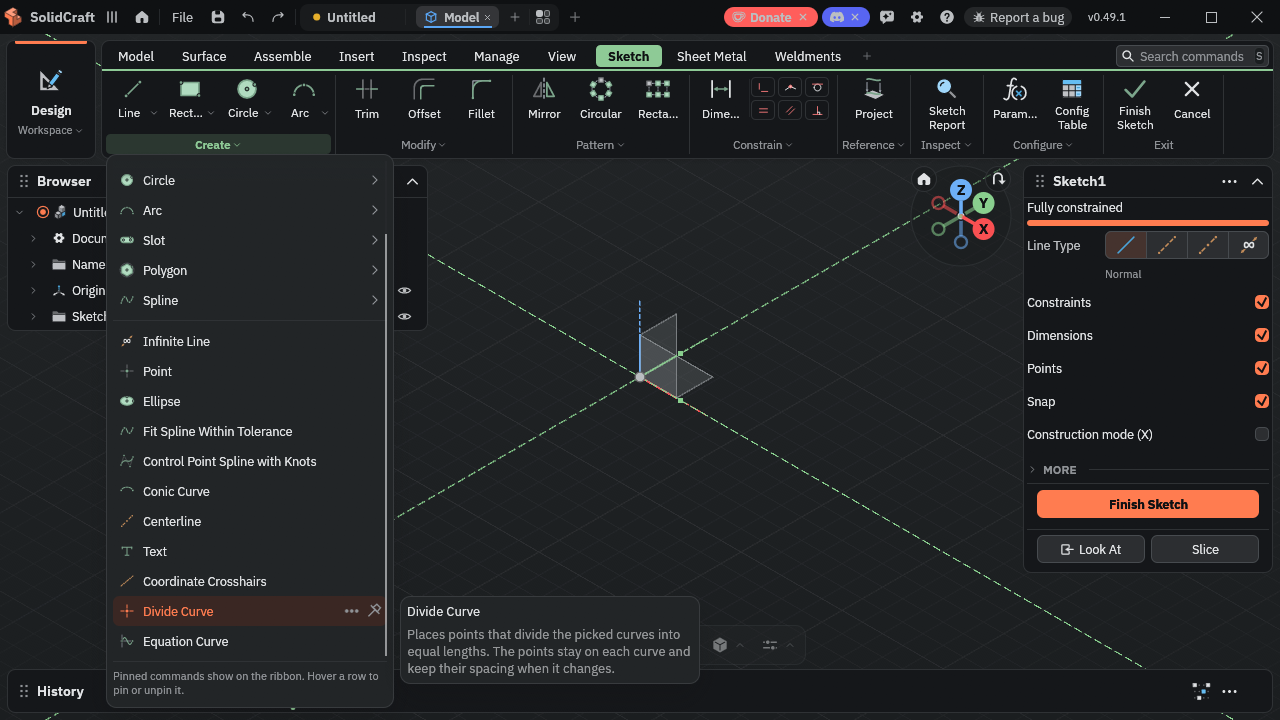 SolidCraft
File
Untitled
Model
Donate
Report a bug
v0.49.1
Design
Workspace
Model
Surface
Assemble
Insert
Inspect
Manage
View
Sketch
Sheet Metal
Weldments
Search commands
S
Line
Rect...
Circle
Arc
Trim
Offset
Fillet
Mirror
Circular
Recta...
Dime...
Project
Sketch Report
Param...
Config Table
Finish Sketch
Cancel
Create
Modify
Pattern
Constrain
Reference
Inspect
Configure
Exit
Browser
Circle
Arc
Slot
Polygon
Spline
Infinite Line
Point
Ellipse
Fit Spline Within Tolerance
Control Point Spline with Knots
Conic Curve
Centerline
Text
Coordinate Crosshairs
Divide Curve
Equation Curve
Pinned commands show on the ribbon. Hover a row to
pin or unpin it.
Divide Curve
Places points that divide the picked curves into
equal lengths. The points stay on each curve and
keep their spacing when it changes.
Z
Y
X
Sketch1
Fully constrained
Line Type
Normal
Constraints
Dimensions
Points
Snap
Construction mode (X)
MORE
Finish Sketch
Look At
Slice
History